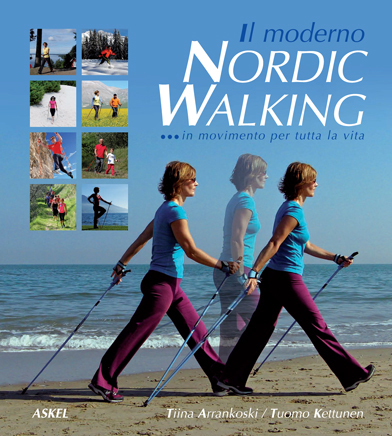 Il moderno
NORDIC
WALKING
...in movimento per tutta la vita
ASKEL
Tiina Arrankoski / Tuomo Kettunen